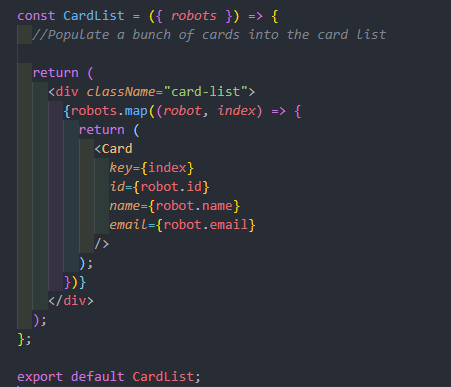 const CardList = ({ robots }) => {
  //Populate a bunch of cards into the card list

  return (
    <div className="card-list">
      {robots.map((robot, index) => {
        return (
          <Card
            key={index}
            id={robot.id}
            name={robot.name}
            email={robot.email}
          />
        );
      })}
    </div>
  );
};

export default CardList;